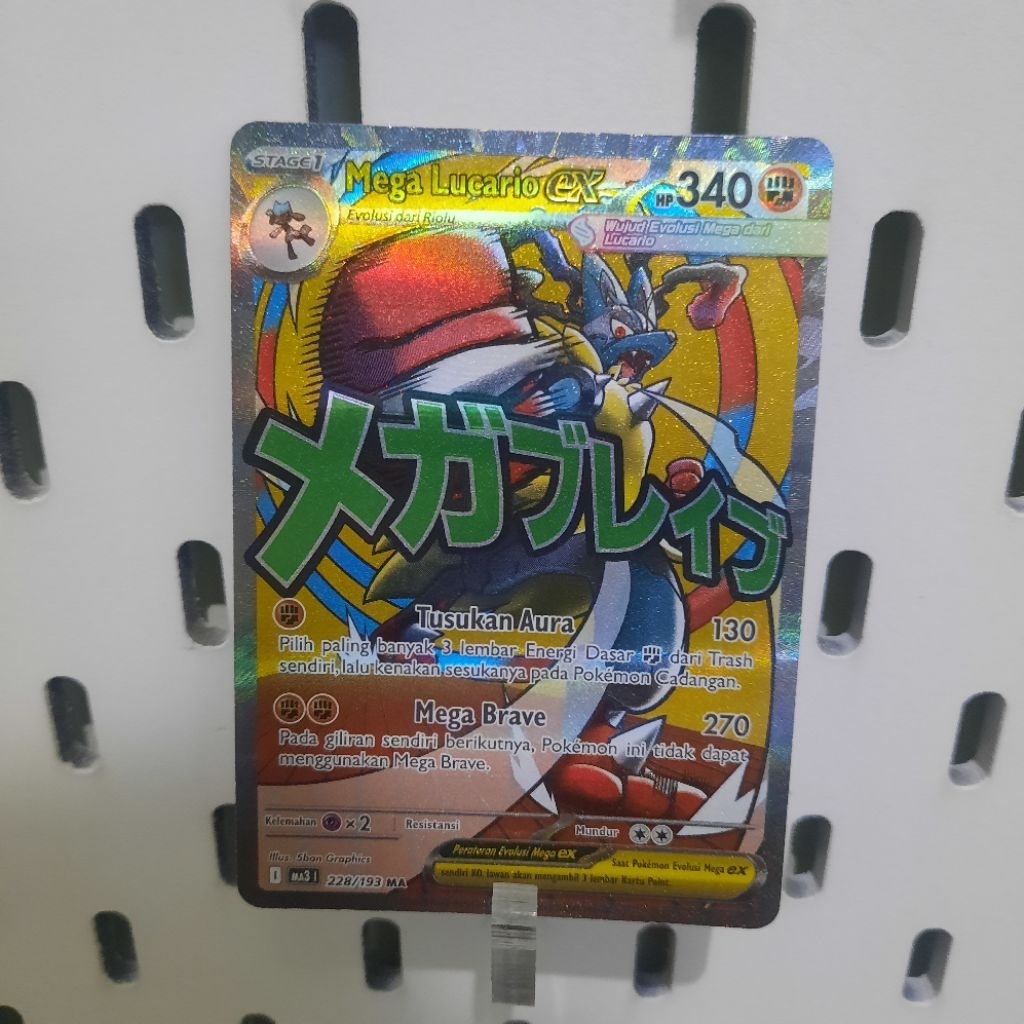 STAGE 1
Mega Lucario ex
HP 340
Evolusi dari Riolu
Wujud Evolusi Mega dari
Lucario
メガブレイブ
Tusukan Aura 130
Pilih paling banyak 3 lembar Energi Dasar dari Trash
sendiri, lalu kenakan sesukanya pada Pokémon Cadangan.
Mega Brave 270
Pada giliran sendiri berikutnya, Pokémon ini tidak dapat
menggunakan Mega Brave.
Kelemahan ×2 Resistansi Mundur
Illus. 5ban Graphics
Peraturan Evolusi Mega ex
Saat Pokémon Evolusi Mega ex
sendiri KO, lawan akan mengambil 3 lembar Kartu Point.
I MA3 I 228/193 MA